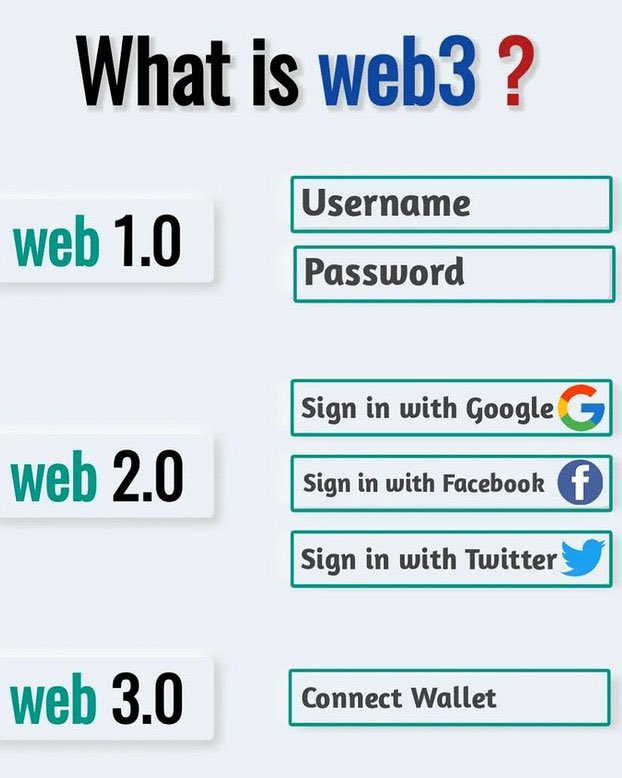 What is web3 ?
web 1.0
Username
Password
web 2.0
Sign in with Google
Sign in with Facebook
Sign in with Twitter
web 3.0
Connect Wallet